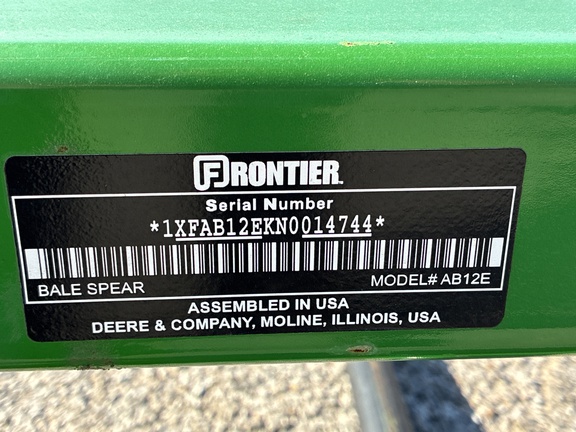 FRONTIER
Serial Number
*1XFAB12EKN0014744*
BALE SPEAR MODEL# AB12E
ASSEMBLED IN USA
DEERE & COMPANY, MOLINE, ILLINOIS, USA